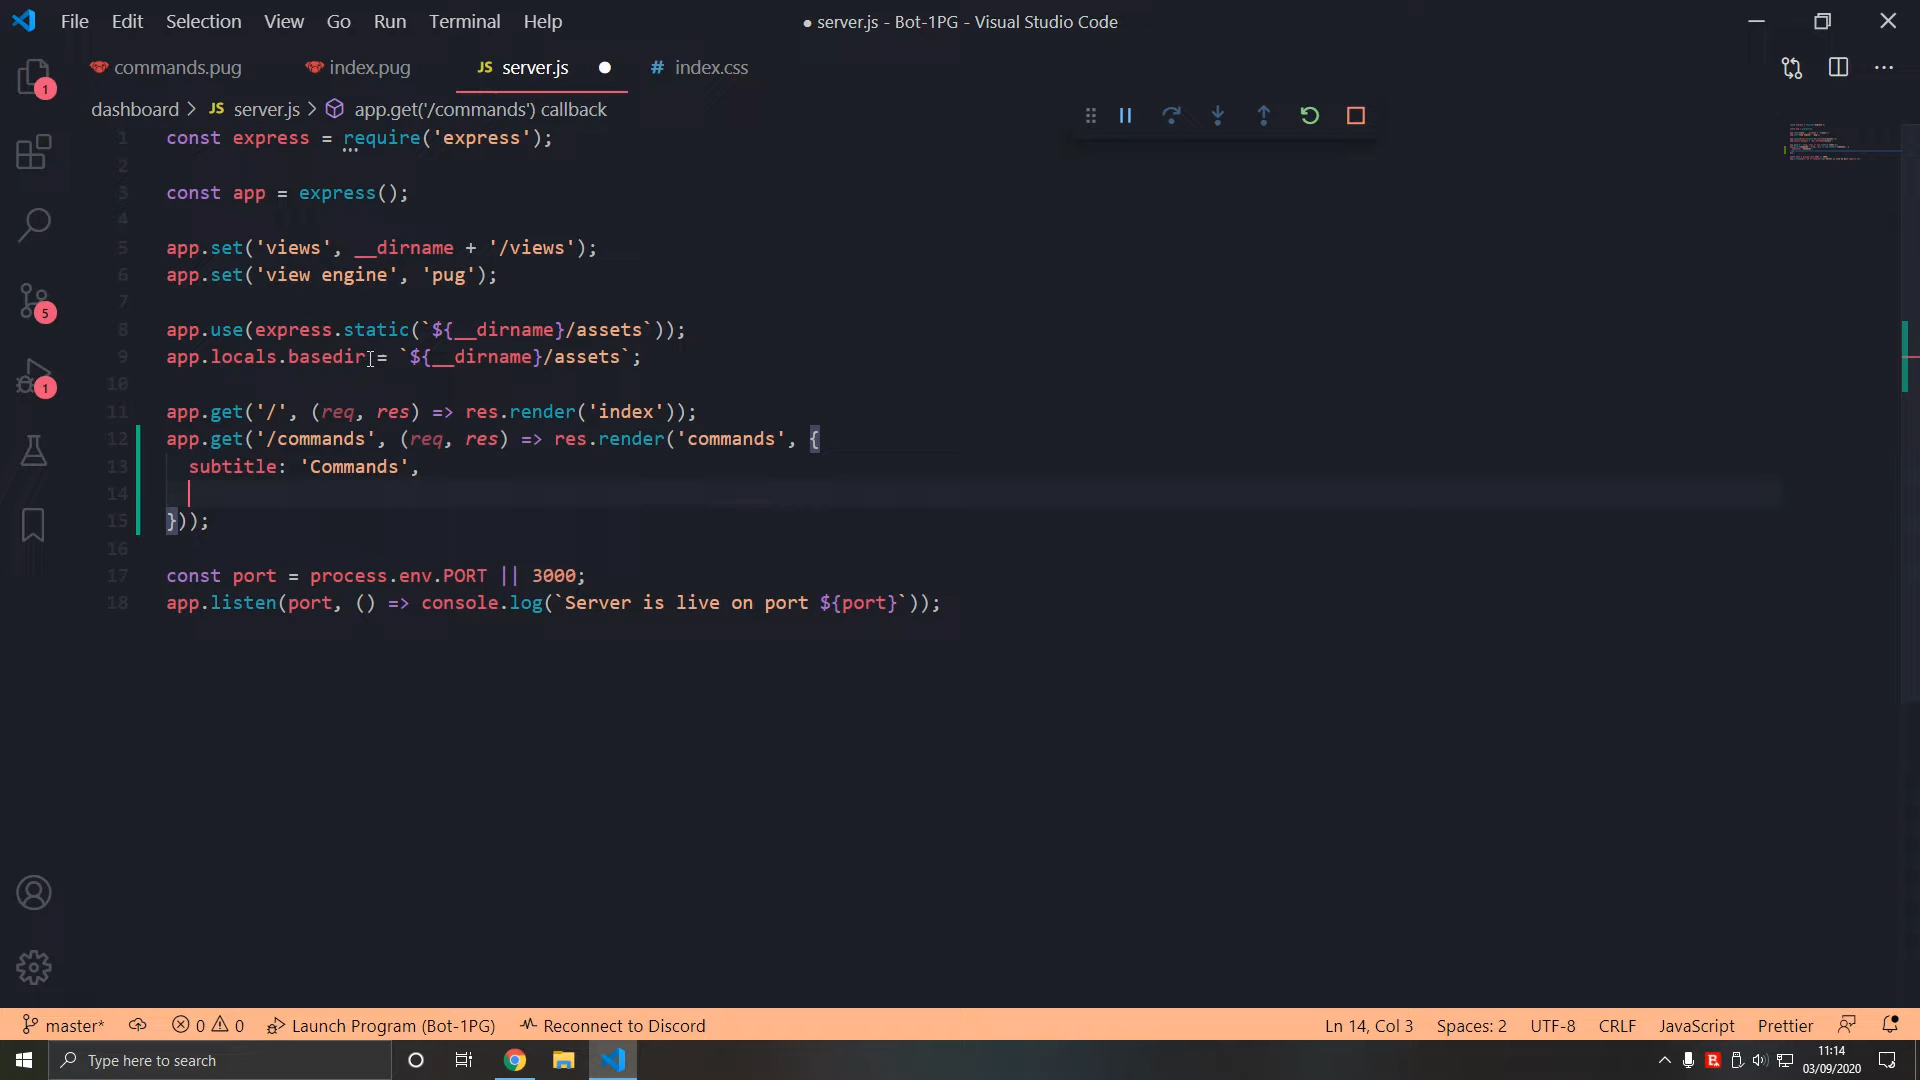 File Edit Selection View Go Run Terminal Help
● server.js - Bot-1PG - Visual Studio Code
1
commands.pug
index.pug
JS server.js ●
# index.css
dashboard > JS server.js > app.get('/commands') callback
1 const express = require('express');
2
3 const app = express();
4
5 app.set('views', __dirname + '/views');
6 app.set('view engine', 'pug');
7
8 app.use(express.static(`${__dirname}/assets`));
9 app.locals.basedir = `${__dirname}/assets`;
10
11 app.get('/', (req, res) => res.render('index'));
12 app.get('/commands', (req, res) => res.render('commands', {
13 subtitle: 'Commands',
14
15 }));
16
17 const port = process.env.PORT || 3000;
18 app.listen(port, () => console.log(`Server is live on port ${port}`));
5
1
master* 0 0 Launch Program (Bot-1PG) Reconnect to Discord
Ln 14, Col 3 Spaces: 2 UTF-8 CRLF JavaScript Prettier
Type here to search
11:14
03/09/2020